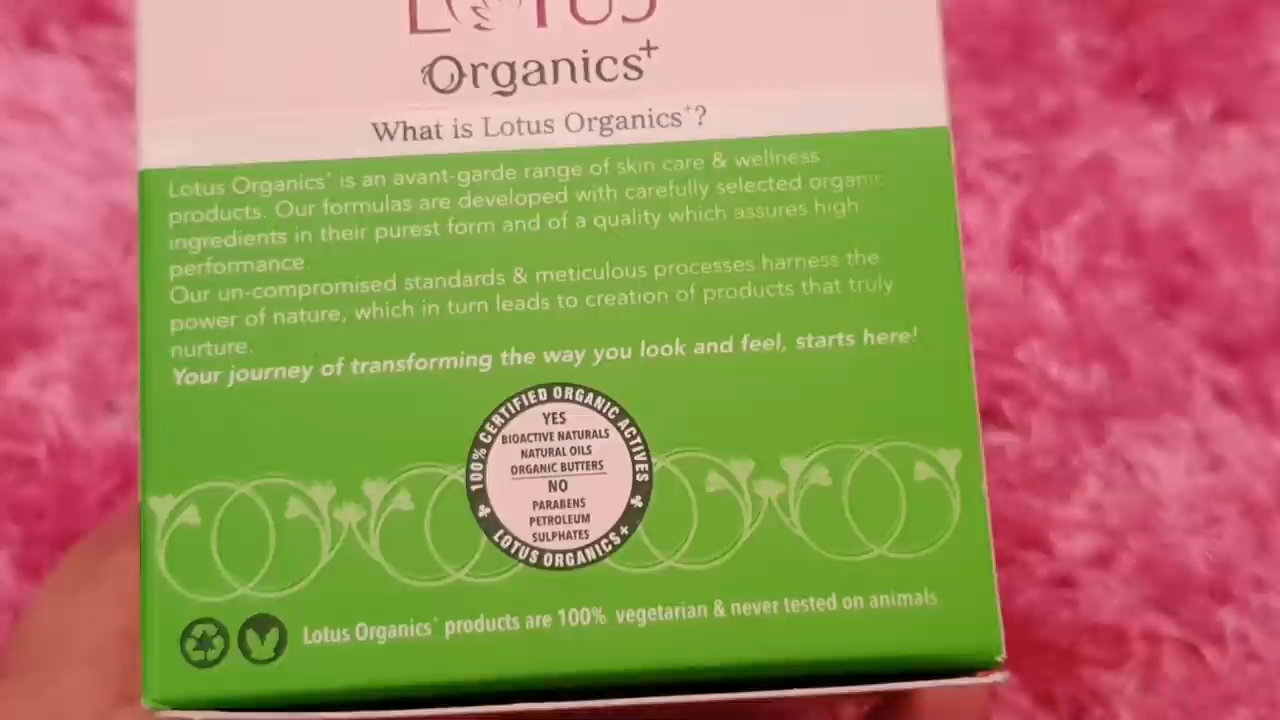 LOTUS
Organics+
What is Lotus Organics+?
Lotus Organics+ is an avant-garde range of skin care & wellness
products. Our formulas are developed with carefully selected organic
ingredients in their purest form and of a quality which assures high
performance.
Our un-compromised standards & meticulous processes harness the
power of nature, which in turn leads to creation of products that truly
nurture.
Your journey of transforming the way you look and feel, starts here!
100% CERTIFIED ORGANIC ACTIVES
YES
BIOACTIVE NATURALS
NATURAL OILS
ORGANIC BUTTERS
NO
PARABENS
PETROLEUM
SULPHATES
LOTUS ORGANICS+
Lotus Organics+ products are 100% vegetarian & never tested on animals